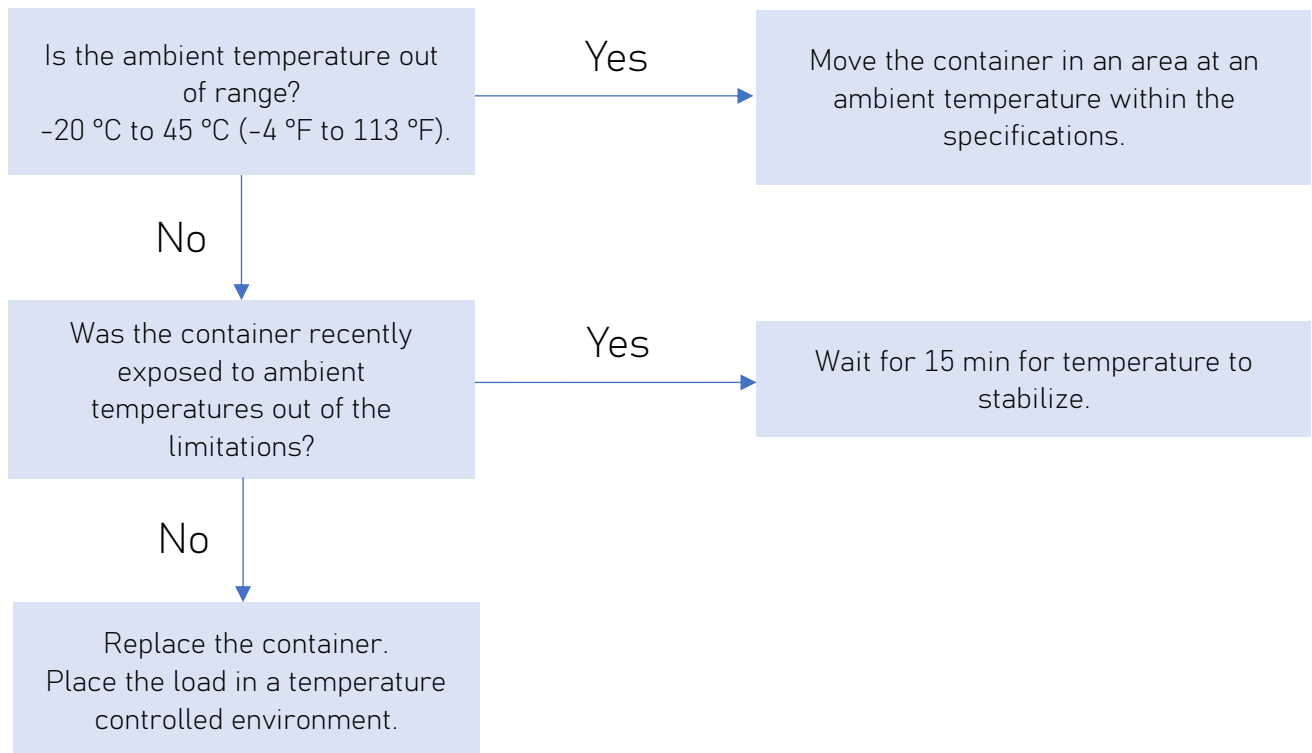 Is the ambient temperature out
of range?
-20 °C to 45 °C (-4 °F to 113 °F).
Yes
Move the container in an area at an
ambient temperature within the
specifications.
No
Was the container recently
exposed to ambient
temperatures out of the
limitations?
Yes
Wait for 15 min for temperature to
stabilize.
No
Replace the container.
Place the load in a temperature
controlled environment.